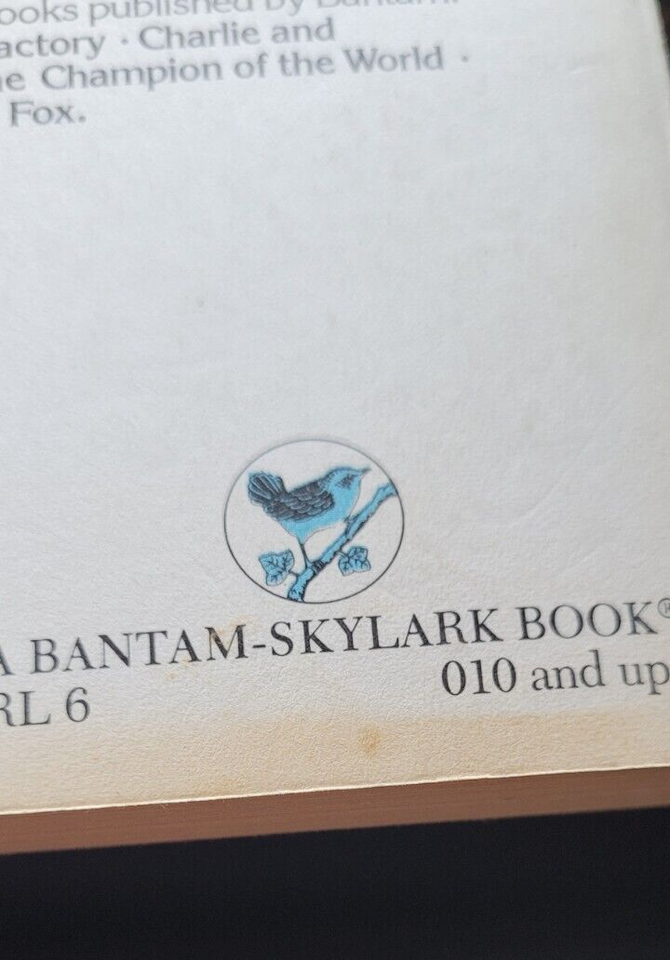 ooks published by Bantam:
actory · Charlie and
e Champion of the World ·
Fox.
A BANTAM-SKYLARK BOOK®
RL 6 010 and up